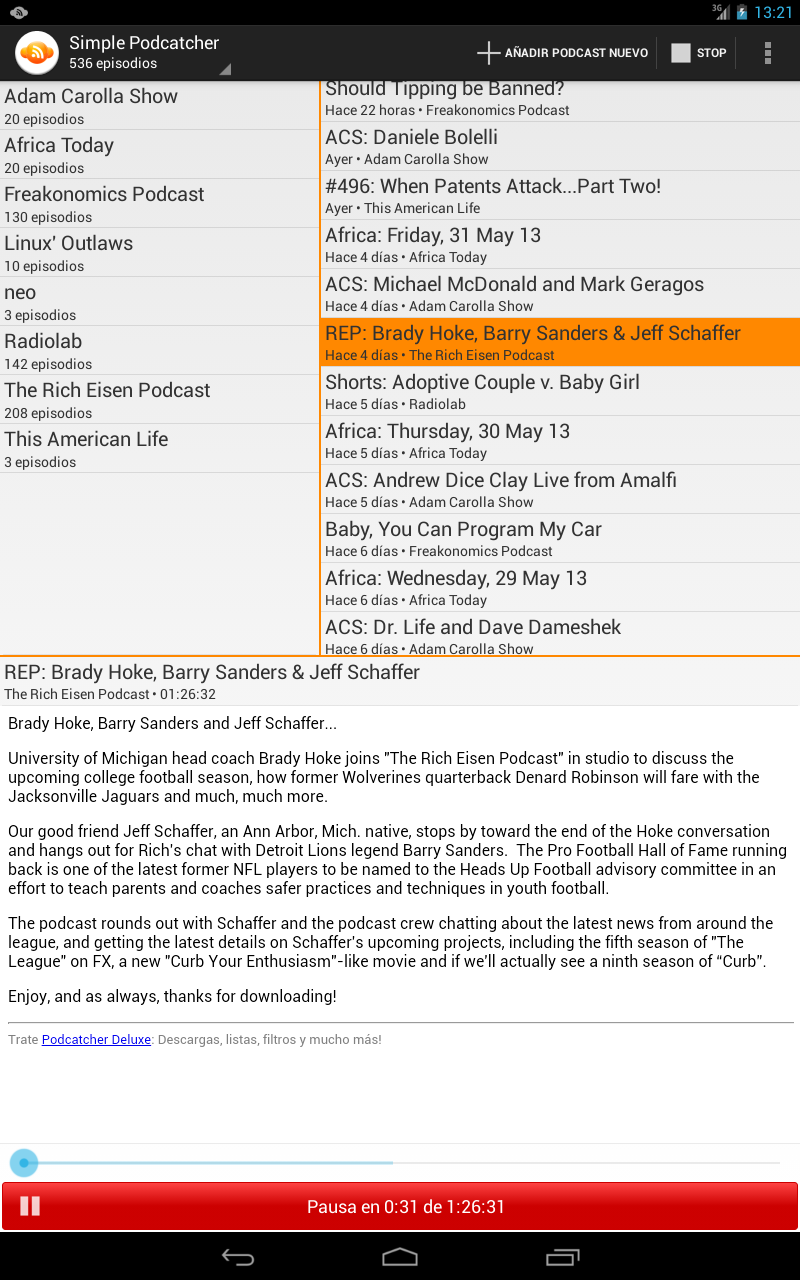 3G
13:21
Simple Podcatcher
536 episodios
AÑADIR PODCAST NUEVO
STOP
Adam Carolla Show
20 episodios
Africa Today
20 episodios
Freakonomics Podcast
130 episodios
Linux' Outlaws
10 episodios
neo
3 episodios
Radiolab
142 episodios
The Rich Eisen Podcast
208 episodios
This American Life
3 episodios
Should Tipping be Banned?
Hace 22 horas • Freakonomics Podcast
ACS: Daniele Bolelli
Ayer • Adam Carolla Show
#496: When Patents Attack...Part Two!
Ayer • This American Life
Africa: Friday, 31 May 13
Hace 4 días • Africa Today
ACS: Michael McDonald and Mark Geragos
Hace 4 días • Adam Carolla Show
REP: Brady Hoke, Barry Sanders & Jeff Schaffer
Hace 4 días • The Rich Eisen Podcast
Shorts: Adoptive Couple v. Baby Girl
Hace 5 días • Radiolab
Africa: Thursday, 30 May 13
Hace 5 días • Africa Today
ACS: Andrew Dice Clay Live from Amalfi
Hace 5 días • Adam Carolla Show
Baby, You Can Program My Car
Hace 6 días • Freakonomics Podcast
Africa: Wednesday, 29 May 13
Hace 6 días • Africa Today
ACS: Dr. Life and Dave Dameshek
Hace 6 días • Adam Carolla Show
REP: Brady Hoke, Barry Sanders & Jeff Schaffer
The Rich Eisen Podcast • 01:26:32
Brady Hoke, Barry Sanders and Jeff Schaffer...
University of Michigan head coach Brady Hoke joins "The Rich Eisen Podcast" in studio to discuss the
upcoming college football season, how former Wolverines quarterback Denard Robinson will fare with the
Jacksonville Jaguars and much, much more.
Our good friend Jeff Schaffer, an Ann Arbor, Mich. native, stops by toward the end of the Hoke conversation
and hangs out for Rich's chat with Detroit Lions legend Barry Sanders.  The Pro Football Hall of Fame running
back is one of the latest former NFL players to be named to the Heads Up Football advisory committee in an
effort to teach parents and coaches safer practices and techniques in youth football.
The podcast rounds out with Schaffer and the podcast crew chatting about the latest news from around the
league, and getting the latest details on Schaffer's upcoming projects, including the fifth season of "The
League" on FX, a new "Curb Your Enthusiasm"-like movie and if we'll actually see a ninth season of “Curb”.
Enjoy, and as always, thanks for downloading!
Trate Podcatcher Deluxe: Descargas, listas, filtros y mucho más!
Pausa en 0:31 de 1:26:31